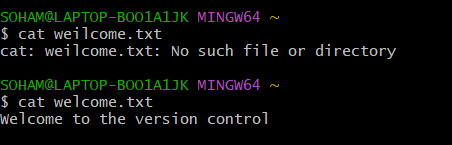 SOHAM@LAPTOP-BOO1A1JK MINGW64 ~
$ cat weilcome.txt
cat: weilcome.txt: No such file or directory
SOHAM@LAPTOP-BOO1A1JK MINGW64 ~
$ cat welcome.txt
Welcome to the version control